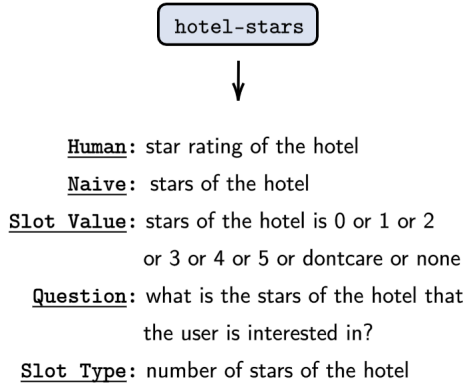 hotel-stars
Human: star rating of the hotel
Naive: stars of the hotel
Slot Value: stars of the hotel is 0 or 1 or 2
or 3 or 4 or 5 or dontcare or none
Question: what is the stars of the hotel that
the user is interested in?
Slot Type: number of stars of the hotel